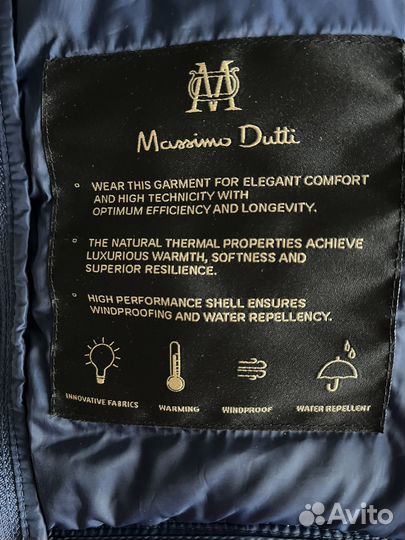 M
Massimo Dutti
WEAR THIS GARMENT FOR ELEGANT COMFORT
AND HIGH TECHNICITY WITH
OPTIMUM EFFICIENCY AND LONGEVITY.
THE NATURAL THERMAL PROPERTIES ACHIEVE
LUXURIOUS WARMTH, SOFTNESS AND
SUPERIOR RESILIENCE.
HIGH PERFORMANCE SHELL ENSURES
WINDPROOFING AND WATER REPELLENCY.
INNOVATIVE FABRICS WARMING WINDPROOF WATER REPELLENT
Avito